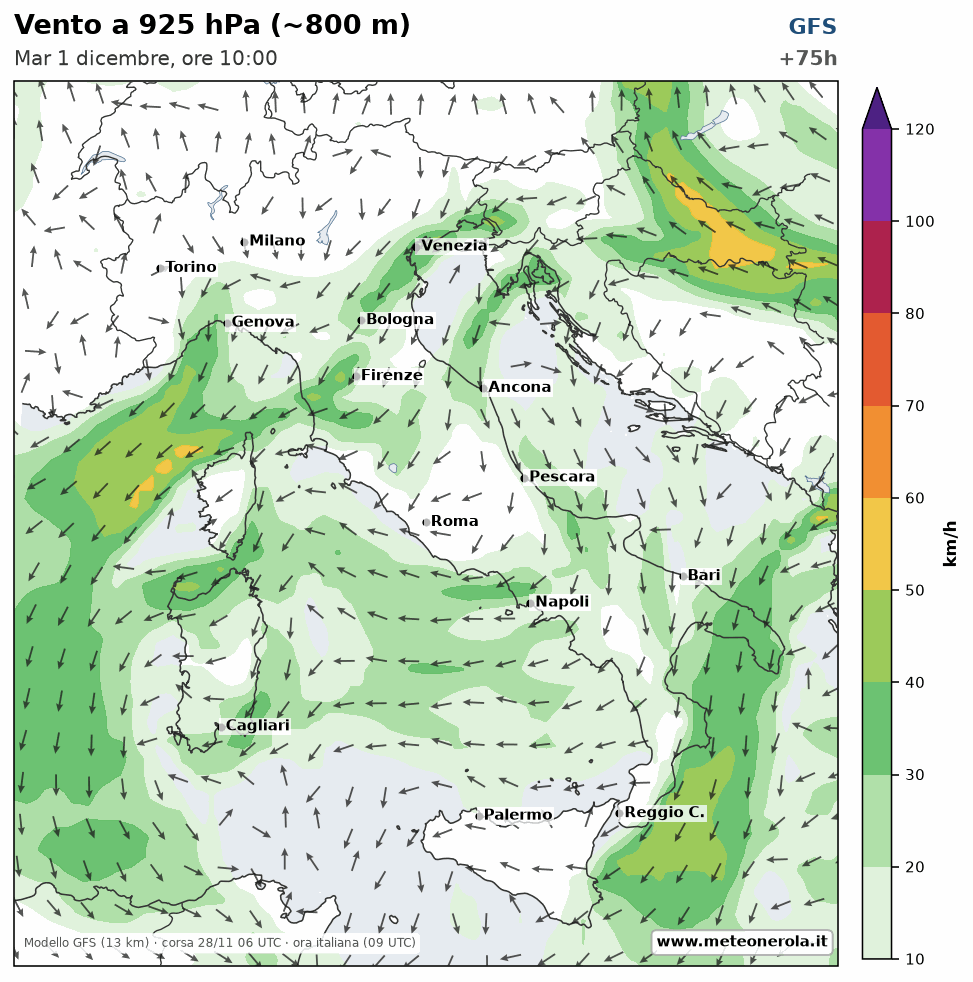 Vento a 925 hPa (~800 m)
GFS
Mar 1 dicembre, ore 10:00
+75h
120
100
80
70
60
50
40
30
20
10
km/h
Milano
Venezia
Torino
Genova
Bologna
Firenze
Ancona
Pescara
Roma
Bari
Napoli
Cagliari
Palermo
Reggio C.
Modello GFS (13 km) · corsa 28/11 06 UTC · ora italiana (09 UTC)
www.meteonerola.it